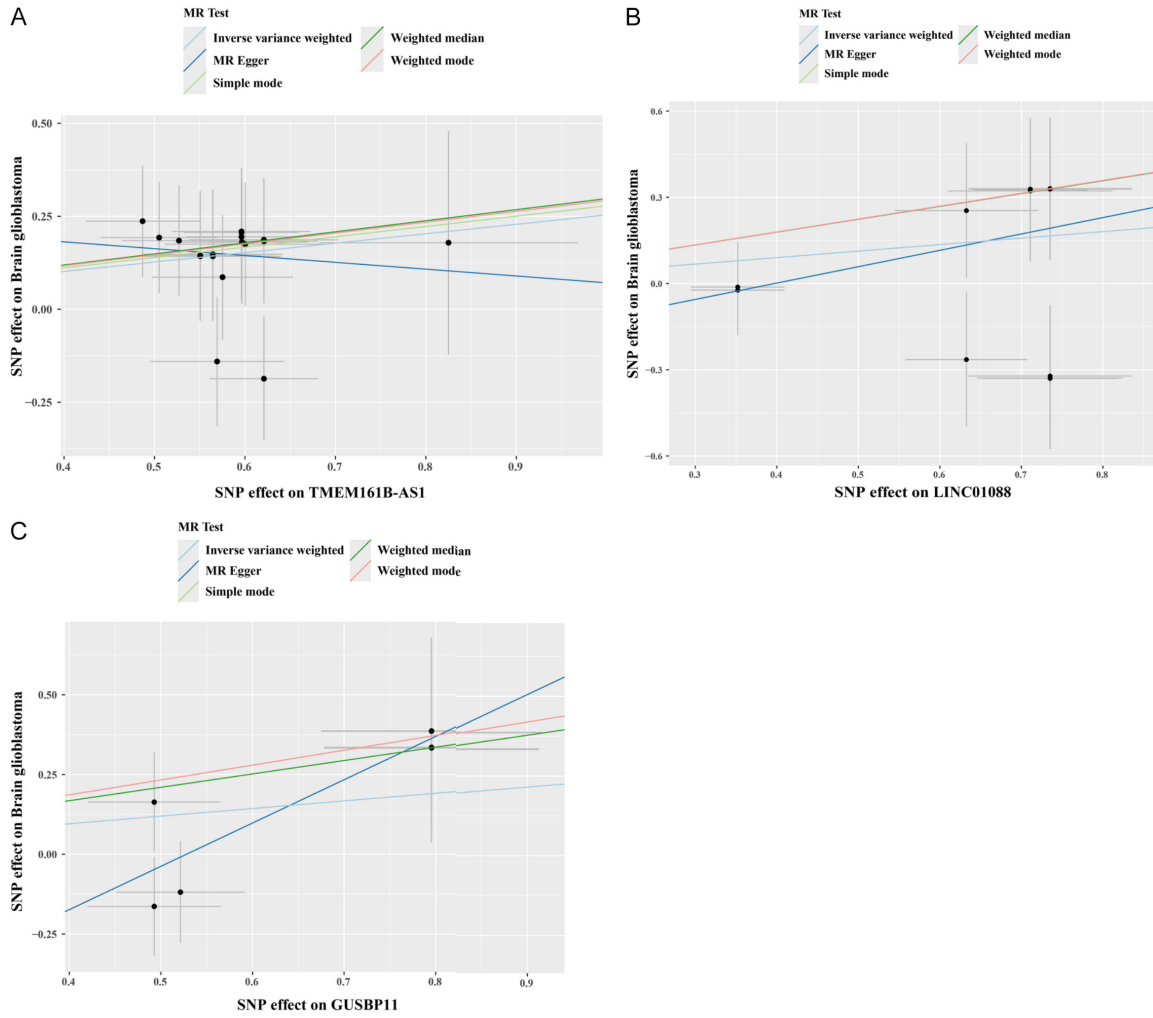 A
MR Test
Inverse variance weighted
Weighted median
MR Egger
Weighted mode
Simple mode
SNP effect on Brain glioblastoma
0.50
0.25
0.00
−0.25
0.4 0.5 0.6 0.7 0.8 0.9
SNP effect on TMEM161B-AS1
B
MR Test
Inverse variance weighted
Weighted median
MR Egger
Weighted mode
Simple mode
SNP effect on Brain glioblastoma
0.6
0.3
0.0
−0.3
−0.6
0.3 0.4 0.5 0.6 0.7 0.8
SNP effect on LINC01088
C
MR Test
Inverse variance weighted
Weighted median
MR Egger
Weighted mode
Simple mode
SNP effect on Brain glioblastoma
0.50
0.25
0.00
−0.25
0.4 0.5 0.6 0.7 0.8 0.9
SNP effect on GUSBP11